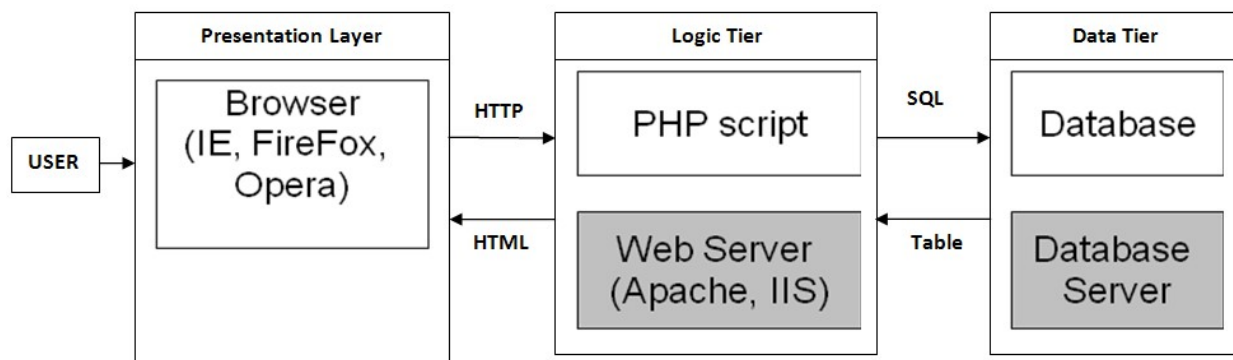 Presentation Layer
Logic Tier
Data Tier
USER
Browser
(IE, FireFox,
Opera)
HTTP
HTML
PHP script
Web Server
(Apache, IIS)
SQL
Table
Database
Database
Server